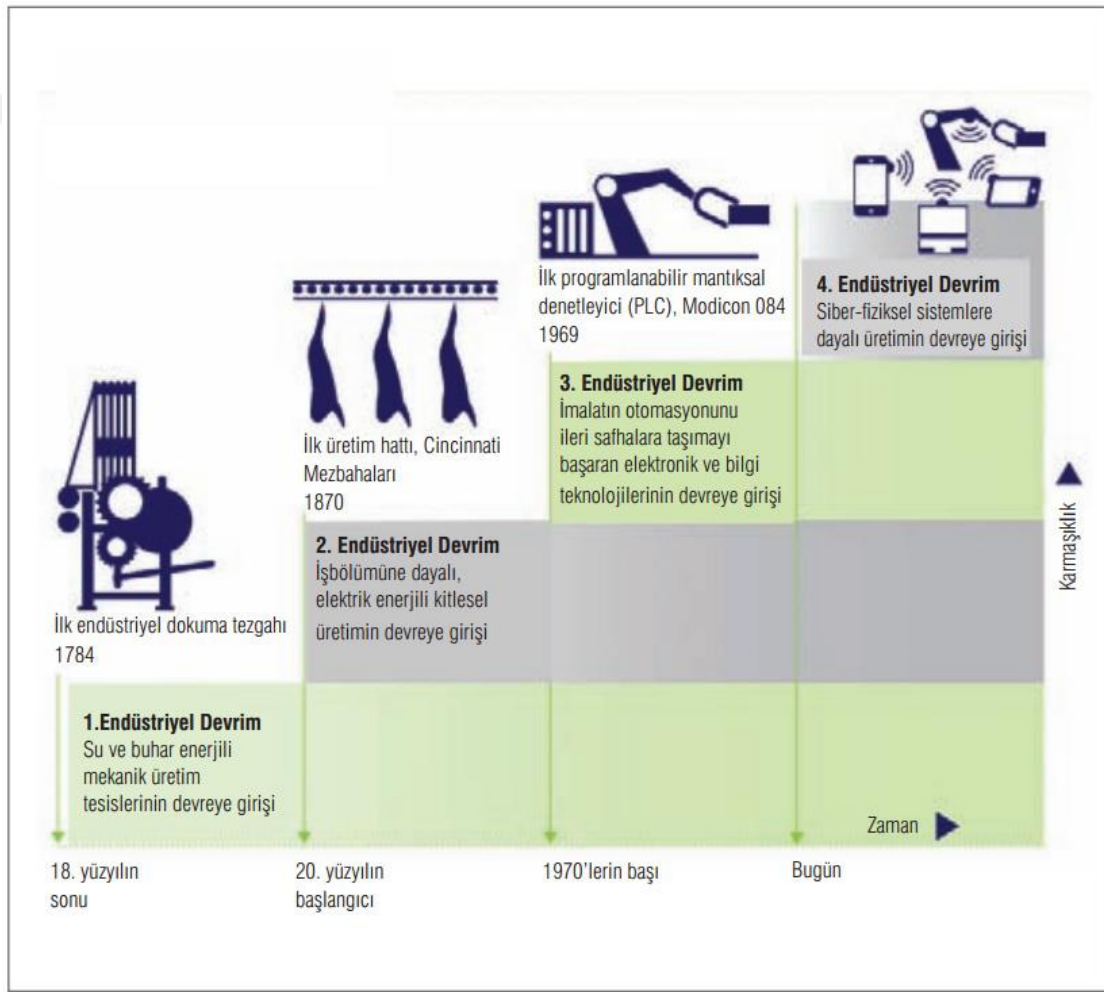 İlk endüstriyel dokuma tezgahı
1784
1.Endüstriyel Devrim
Su ve buhar enerjili
mekanik üretim
tesislerinin devreye girişi
18. yüzyılın
sonu
İlk üretim hattı, Cincinnati
Mezbahaları
1870
2. Endüstriyel Devrim
İşbölümüne dayalı,
elektrik enerjili kitlesel
üretimin devreye girişi
20. yüzyılın
başlangıcı
İlk programlanabilir mantıksal
denetleyici (PLC), Modicon 084
1969
3. Endüstriyel Devrim
İmalatın otomasyonunu
ileri safhalara taşımayı
başaran elektronik ve bilgi
teknolojilerinin devreye girişi
1970'lerin başı
4. Endüstriyel Devrim
Siber-fiziksel sistemlere
dayalı üretimin devreye girişi
Bugün
Zaman
Karmaşıklık